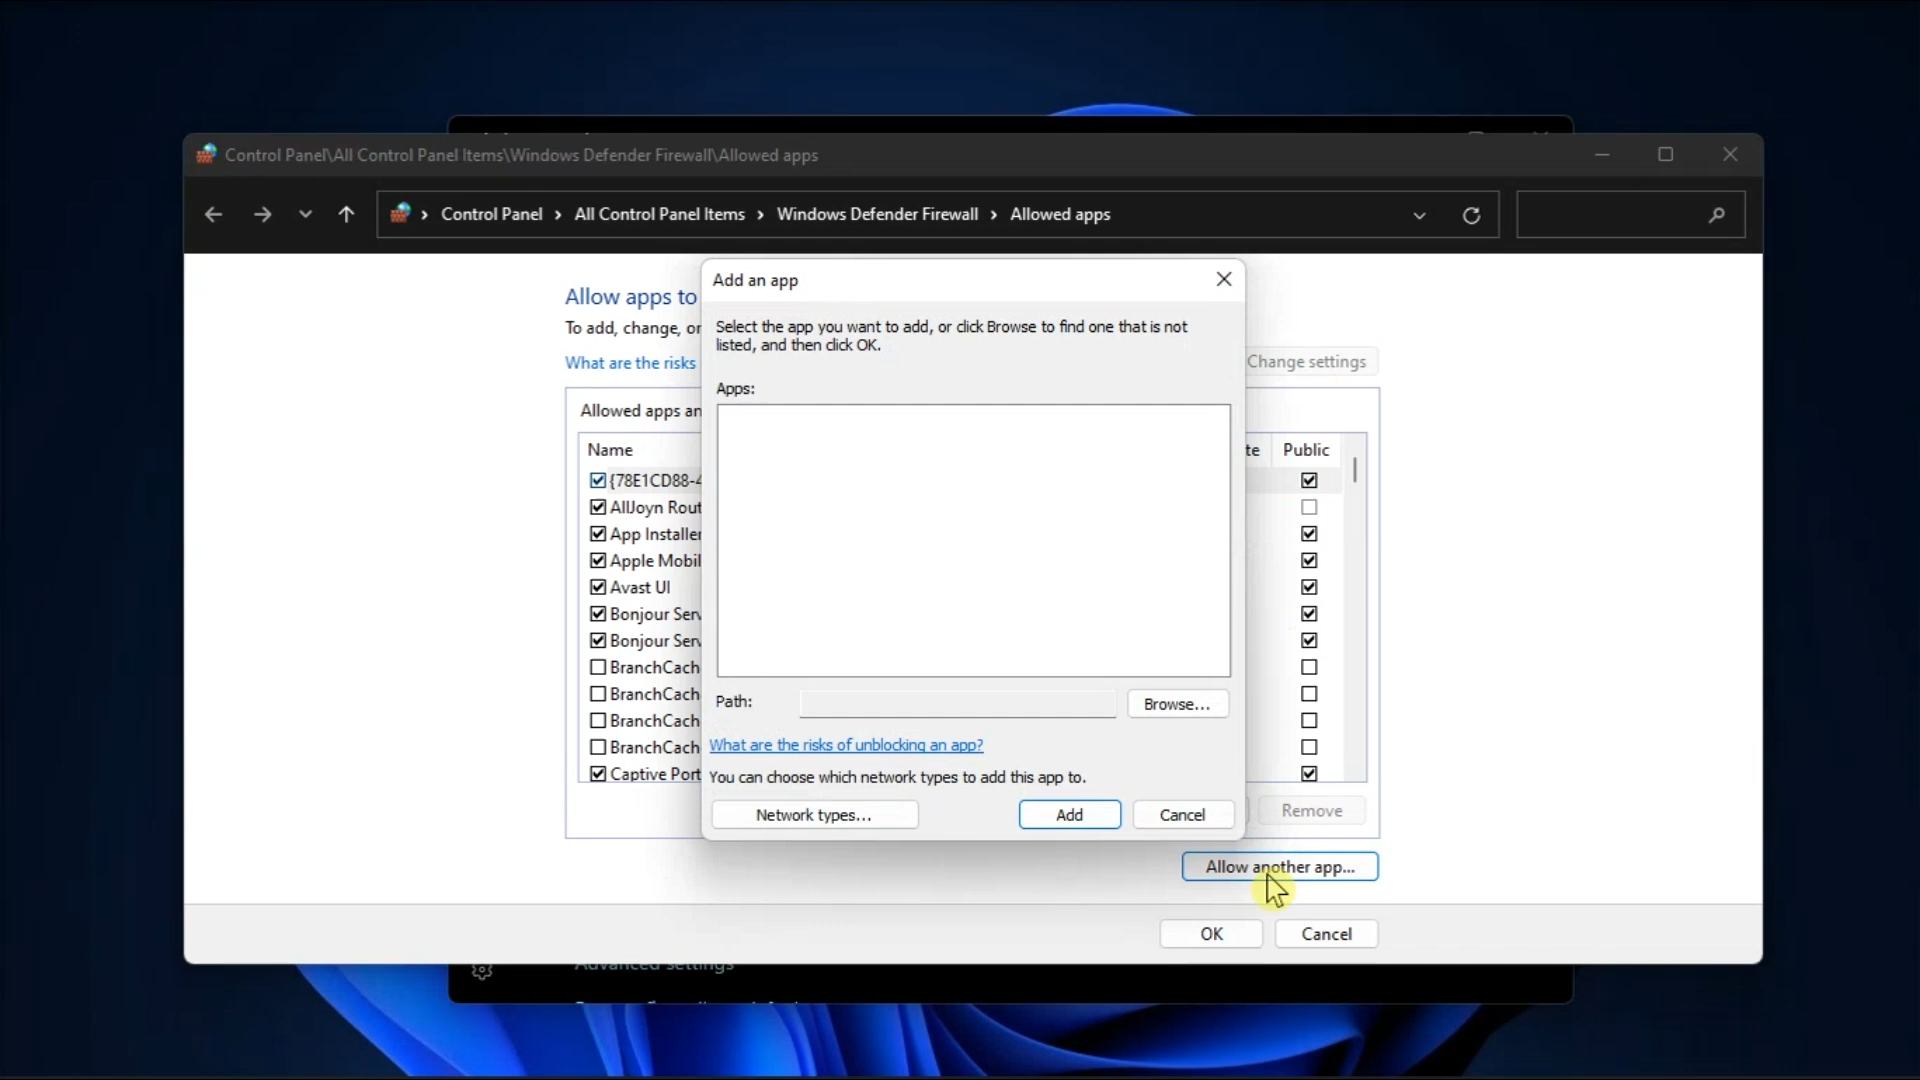 Control Panel\All Control Panel Items\Windows Defender Firewall\Allowed apps
Control Panel › All Control Panel Items › Windows Defender Firewall › Allowed apps
Add an app
Select the app you want to add, or click Browse to find one that is not
listed, and then click OK.
Apps:
Path:
Browse...
What are the risks of unblocking an app?
You can choose which network types to add this app to.
Network types...
Add
Cancel
Allow apps to
To add, change, or
What are the risks
Change settings
Allowed apps an
Name
te
Public
{78E1CD88-4
AllJoyn Rout
App Installer
Apple Mobil
Avast UI
Bonjour Serv
Bonjour Serv
BranchCach
BranchCach
BranchCach
BranchCach
Captive Port
Remove
Allow another app...
OK
Cancel
Advanced settings